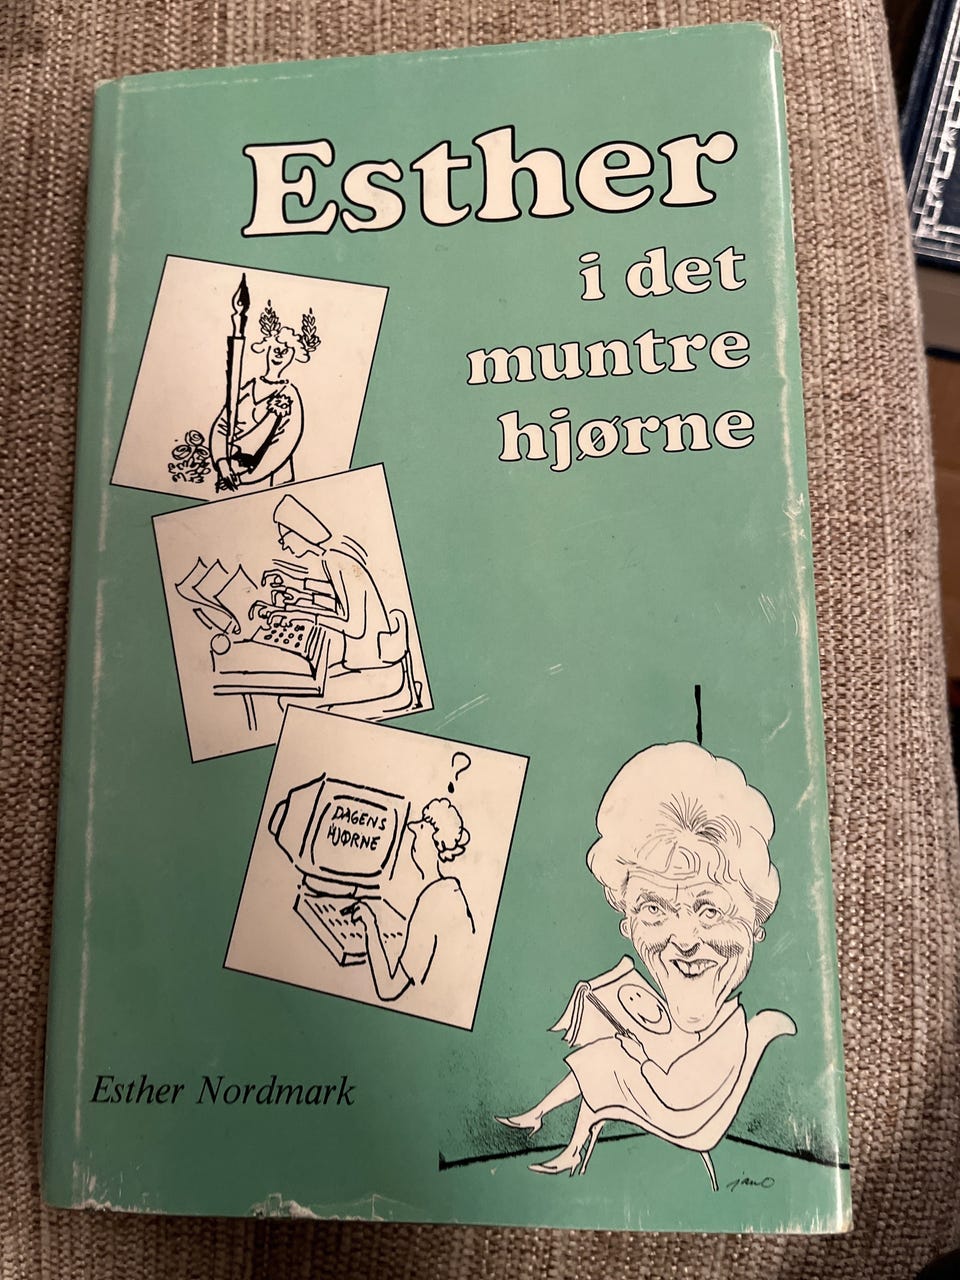 Esther
i det
muntre
hjørne
DAGENS
HJØRNE
?
Esther Nordmark